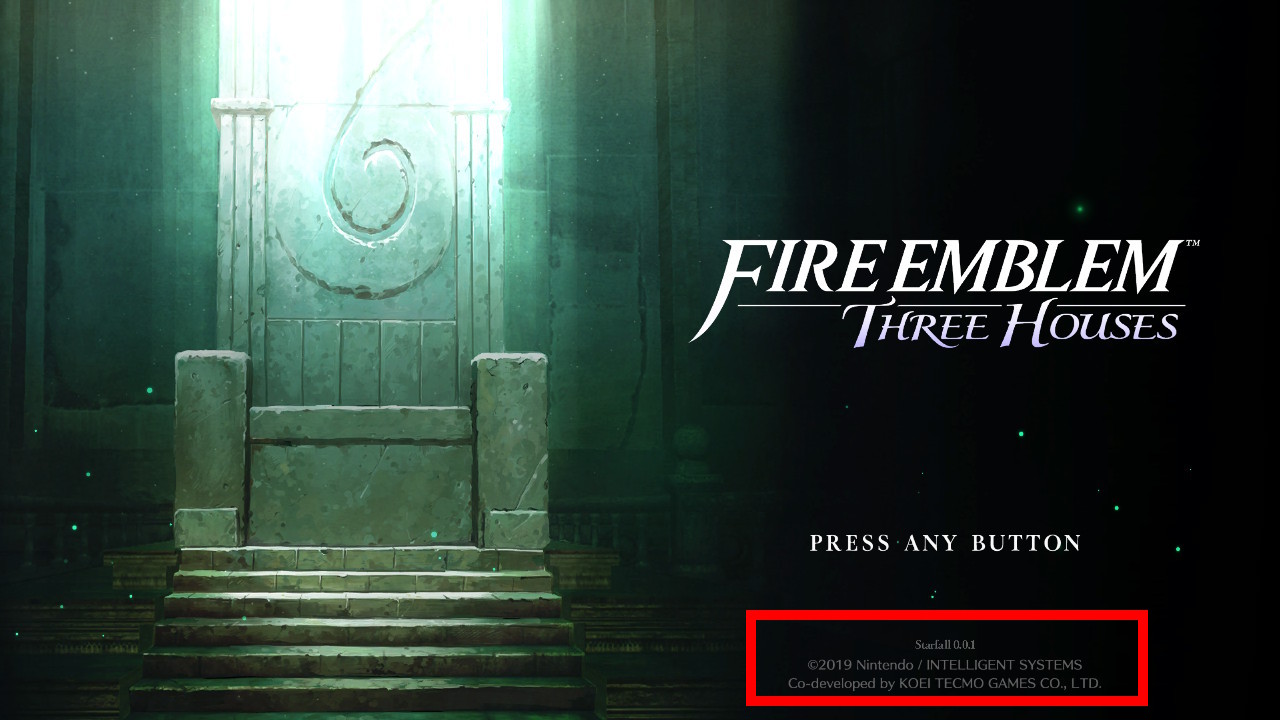 FIRE EMBLEM™
THREE HOUSES
PRESS ANY BUTTON
Starfall 0.0.1
©2019 Nintendo / INTELLIGENT SYSTEMS
Co-developed by KOEI TECMO GAMES CO., LTD.